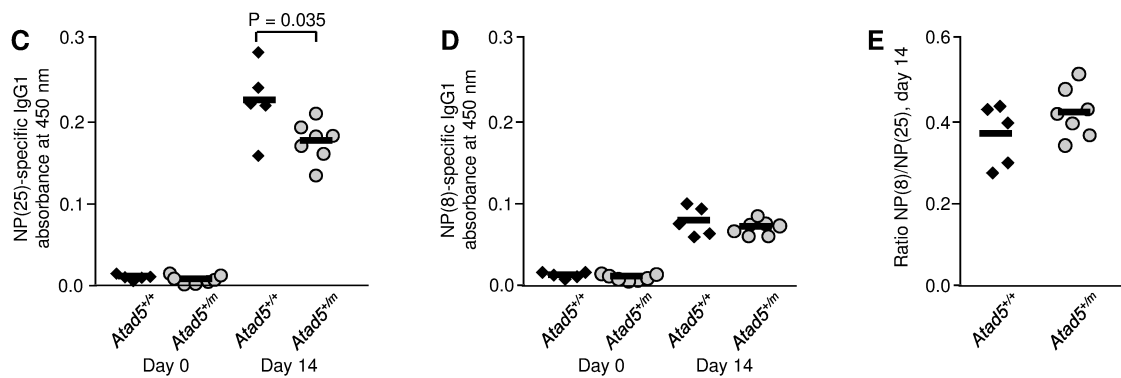 C
P = 0.035
NP(25)-specific IgG1
absorbance at 450 nm
0.3
0.2
0.1
0.0
Atad5+/+
Atad5+/m
Atad5+/+
Atad5+/m
Day 0
Day 14
D
NP(8)-specific IgG1
absorbance at 450 nm
0.3
0.2
0.1
0.0
Atad5+/+
Atad5+/m
Atad5+/+
Atad5+/m
Day 0
Day 14
E
Ratio NP(8)/NP(25), day 14
0.6
0.4
0.2
0.0
Atad5+/+
Atad5+/m